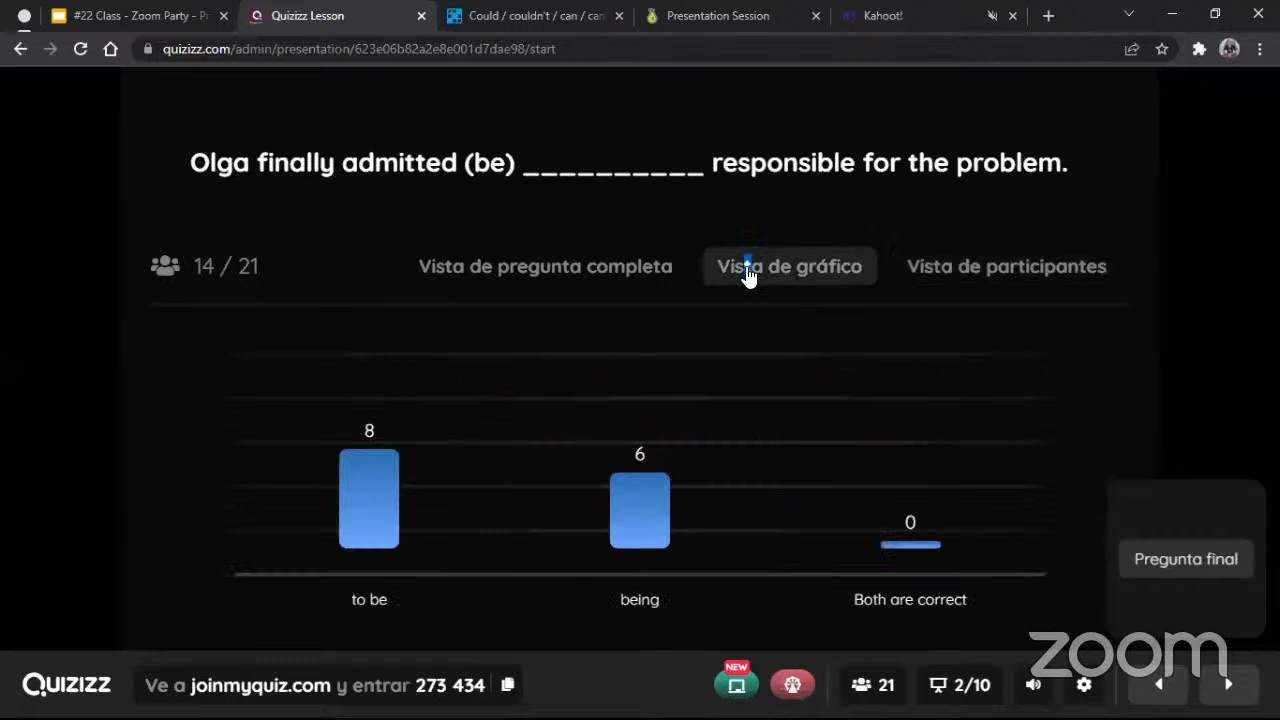 #22 Class - Zoom Party - Pr
Quizizz Lesson
Could / couldn't / can / can
Presentation Session
Kahoot!
quizizz.com/admin/presentation/623e06b82a2e8e001d7dae98/start
Olga finally admitted (be) __________ responsible for the problem.
14 / 21
Vista de pregunta completa
Vista de gráfico
Vista de participantes
8
6
0
to be
being
Both are correct
Pregunta final
zoom
Quizizz
Ve a joinmyquiz.com y entrar 273 434
NEW
21
2/10